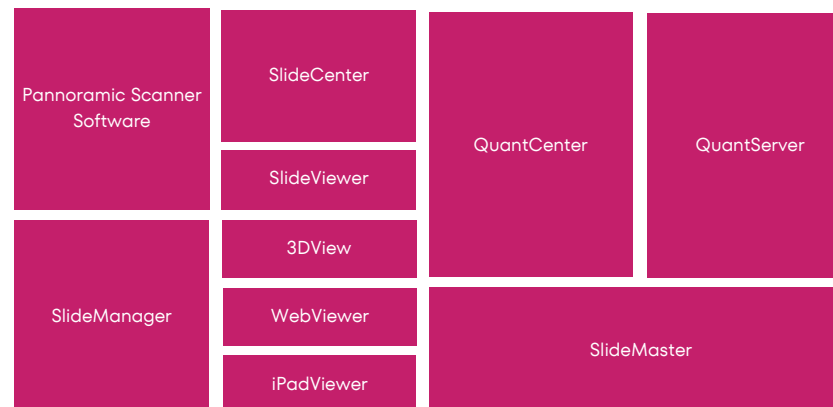 Pannoramic Scanner
Software
SlideManager
SlideCenter
SlideViewer
3DView
WebViewer
iPadViewer
QuantCenter
QuantServer
SlideMaster